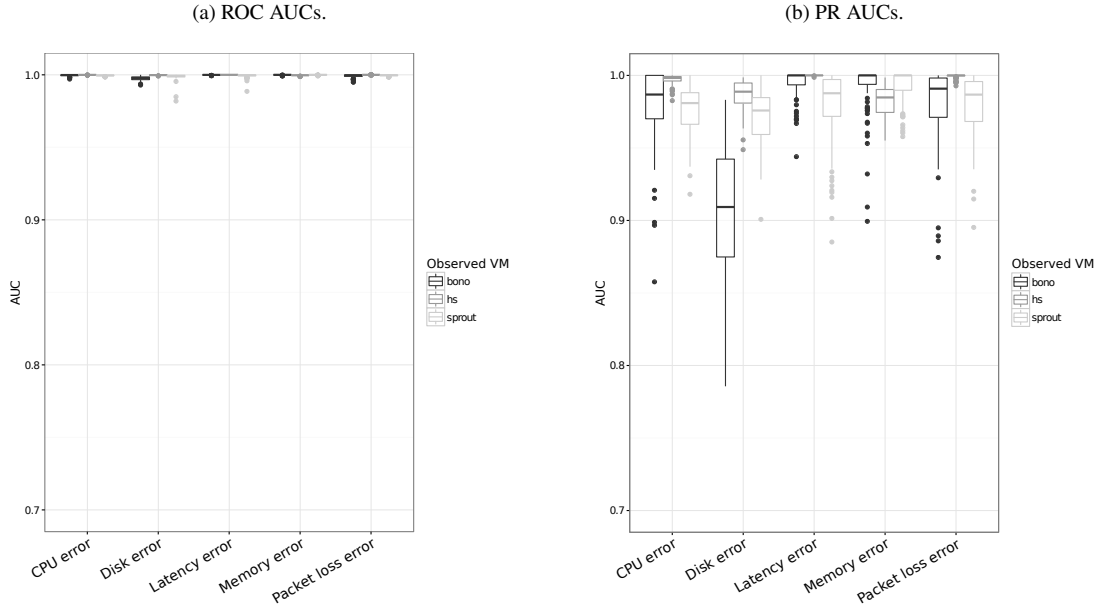 (a) ROC AUCs.
1.0
0.9
0.8
0.7
AUC
CPU error
Disk error
Latency error
Memory error
Packet loss error
Observed VM
bono
hs
sprout
(b) PR AUCs.
1.0
0.9
0.8
0.7
AUC
CPU error
Disk error
Latency error
Memory error
Packet loss error
Observed VM
bono
hs
sprout